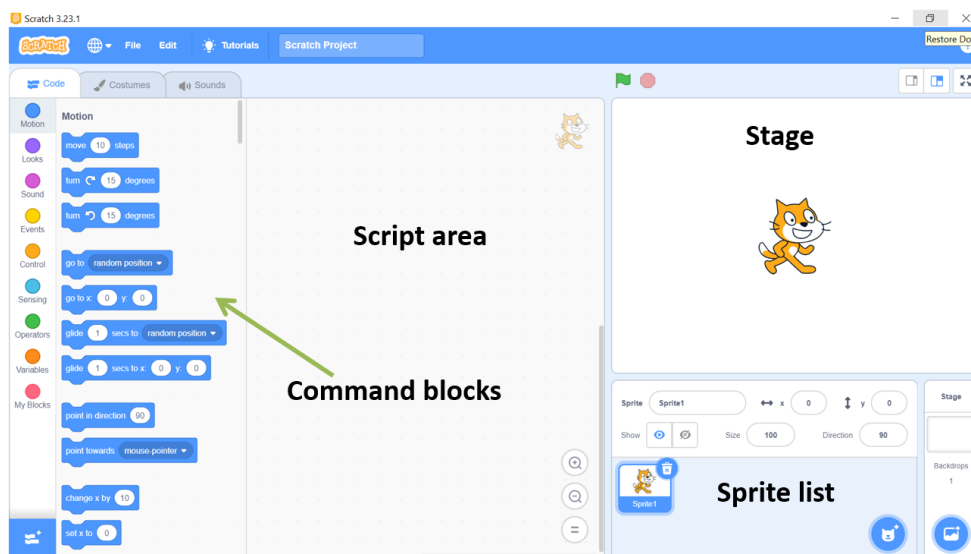 Scratch 3.23.1
Restore Do
SCRATCH File Edit Tutorials Scratch Project
Code Costumes Sounds
Motion
Looks
Sound
Events
Control
Sensing
Operators
Variables
My Blocks
Motion
move 10 steps
turn 15 degrees
turn 15 degrees
go to random position
go to x: 0 y: 0
glide 1 secs to random position
glide 1 secs to x: 0 y: 0
point in direction 90
point towards mouse-pointer
change x by 10
set x to 0
Script area
Command blocks
Stage
Sprite Sprite1 x 0 y 0
Show Size 100 Direction 90
Sprite1
Sprite list
Stage
Backdrops
1